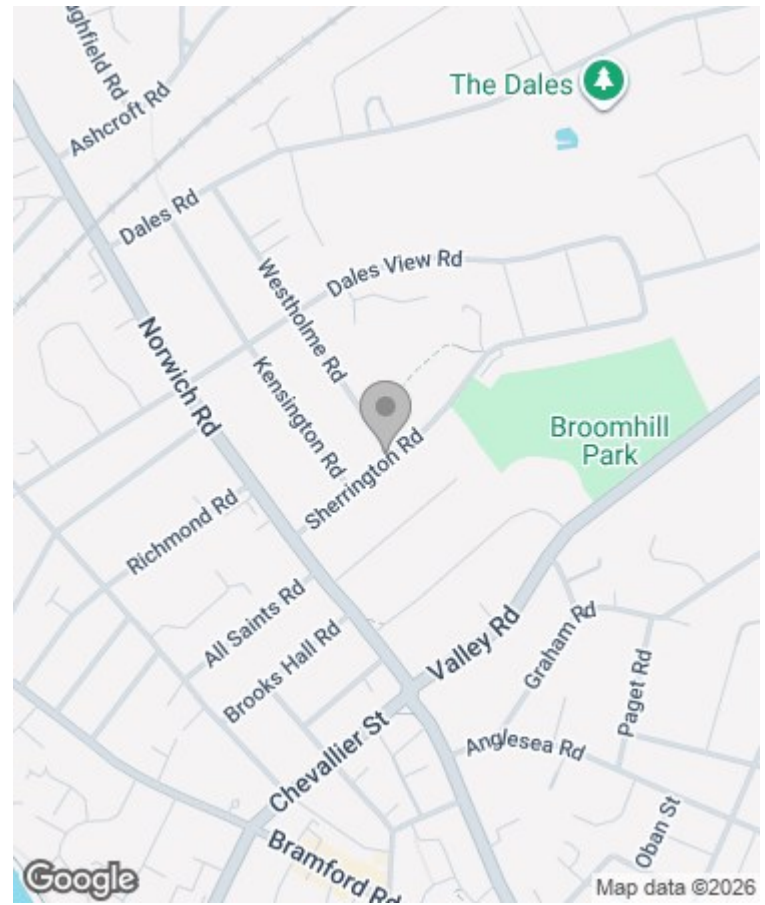 ughfield Rd
Ashcroft Rd
The Dales
Dales Rd
Dales View Rd
Westholme Rd
Norwich Rd
Kensington Rd
Broomhill
Park
Sherrington Rd
Richmond Rd
All Saints Rd
Graham Rd
Valley Rd
Brooks Hall Rd
Paget Rd
Chevallier St
Anglesea Rd
Oban St
Bramford Rd
Google
Map data ©2026